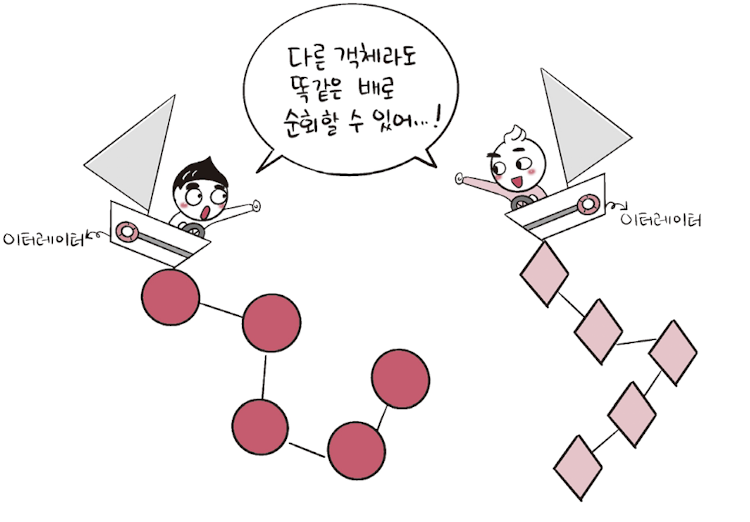 다른 객체라도
똑같은 배로
순회할 수 있어...!
이터레이터
이터레이터